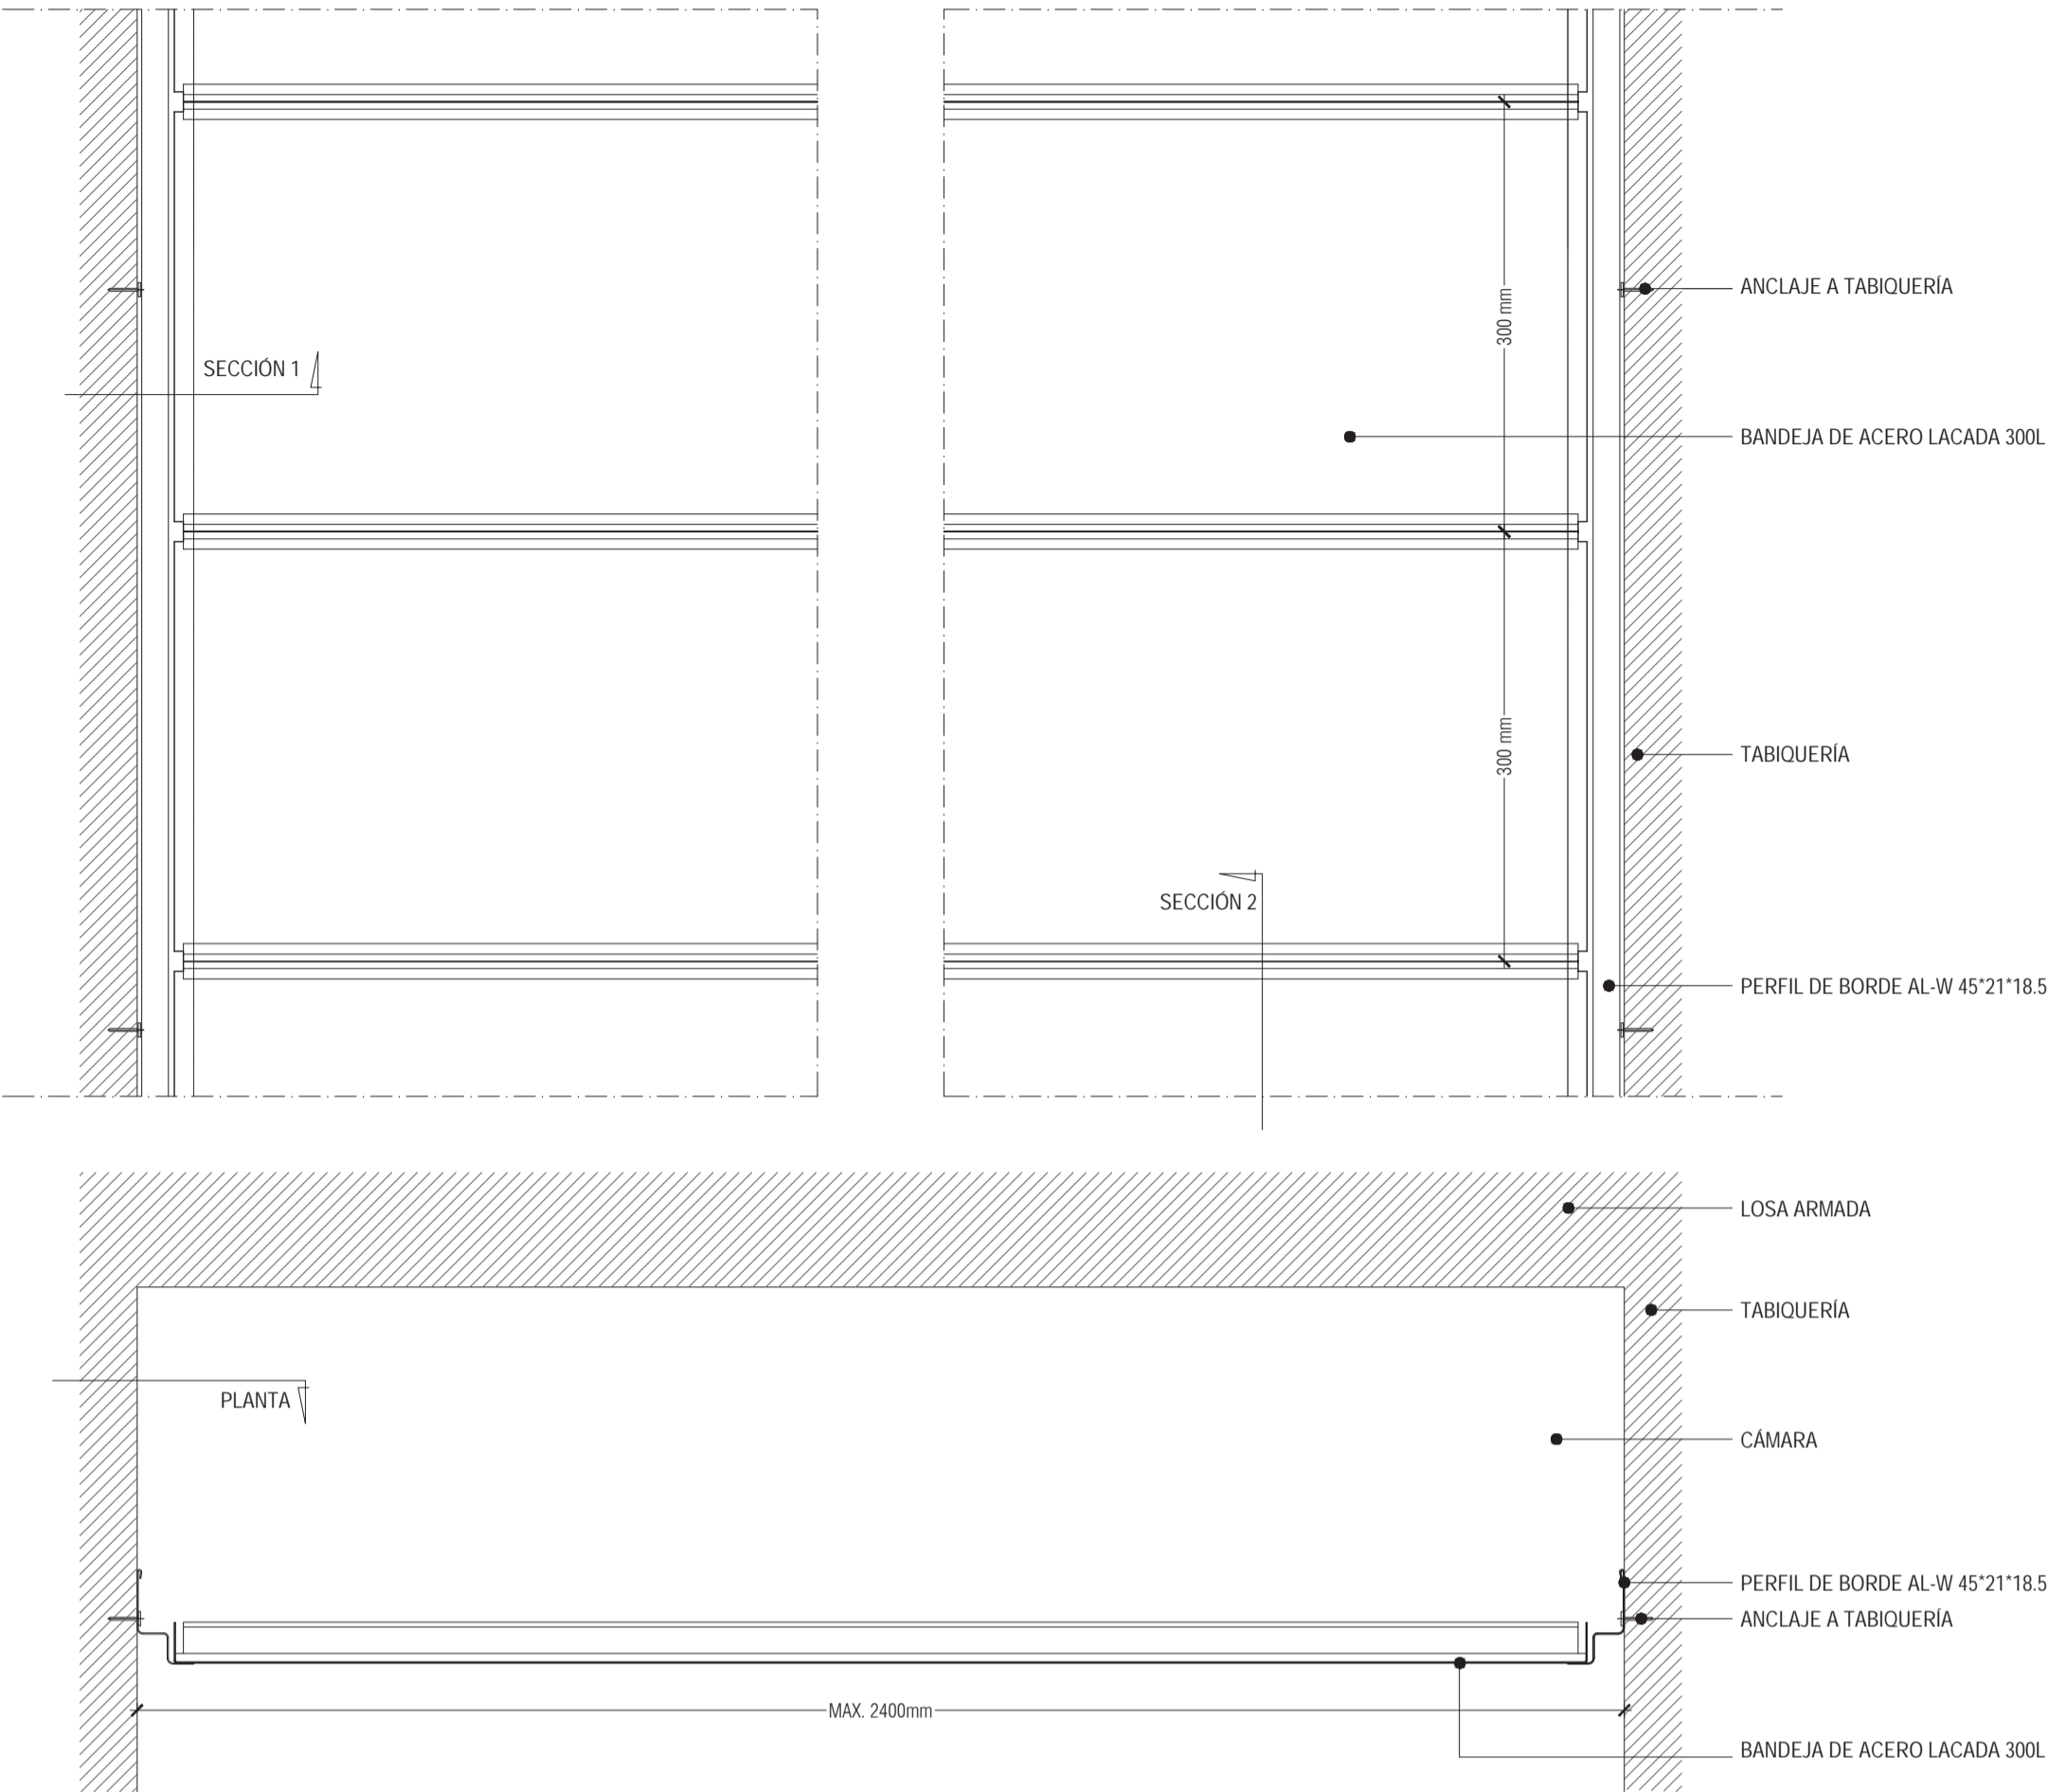 ANCLAJE A TABIQUERÍA
300 mm
SECCIÓN 1
BANDEJA DE ACERO LACADA 300L
300 mm
TABIQUERÍA
SECCIÓN 2
PERFIL DE BORDE AL-W 45*21*18.5
LOSA ARMADA
TABIQUERÍA
PLANTA
CÁMARA
PERFIL DE BORDE AL-W 45*21*18.5
ANCLAJE A TABIQUERÍA
MAX. 2400mm
BANDEJA DE ACERO LACADA 300L